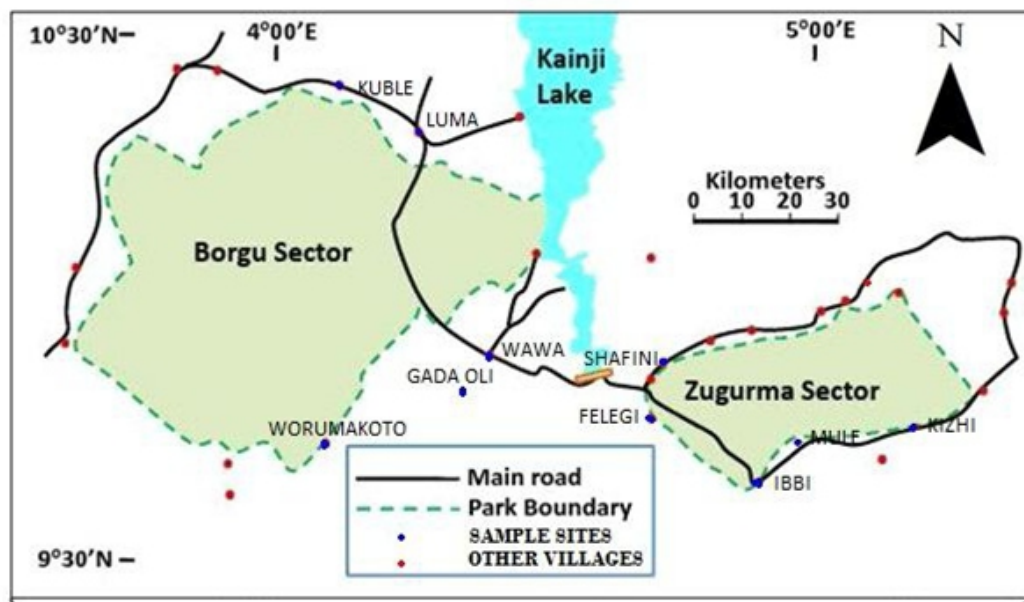 10°30'N
4°00'E
5°00'E
N
Kainji
Lake
KUBLE
LUMA
Kilometers
0 10 20 30
Borgu Sector
WAWA
SHAFINI
GADA OLI
Zugurma Sector
FELEGI
WORUMAKOTO
MULE
KIZHI
IBBI
Main road
Park Boundary
SAMPLE SITES
OTHER VILLAGES
9°30'N